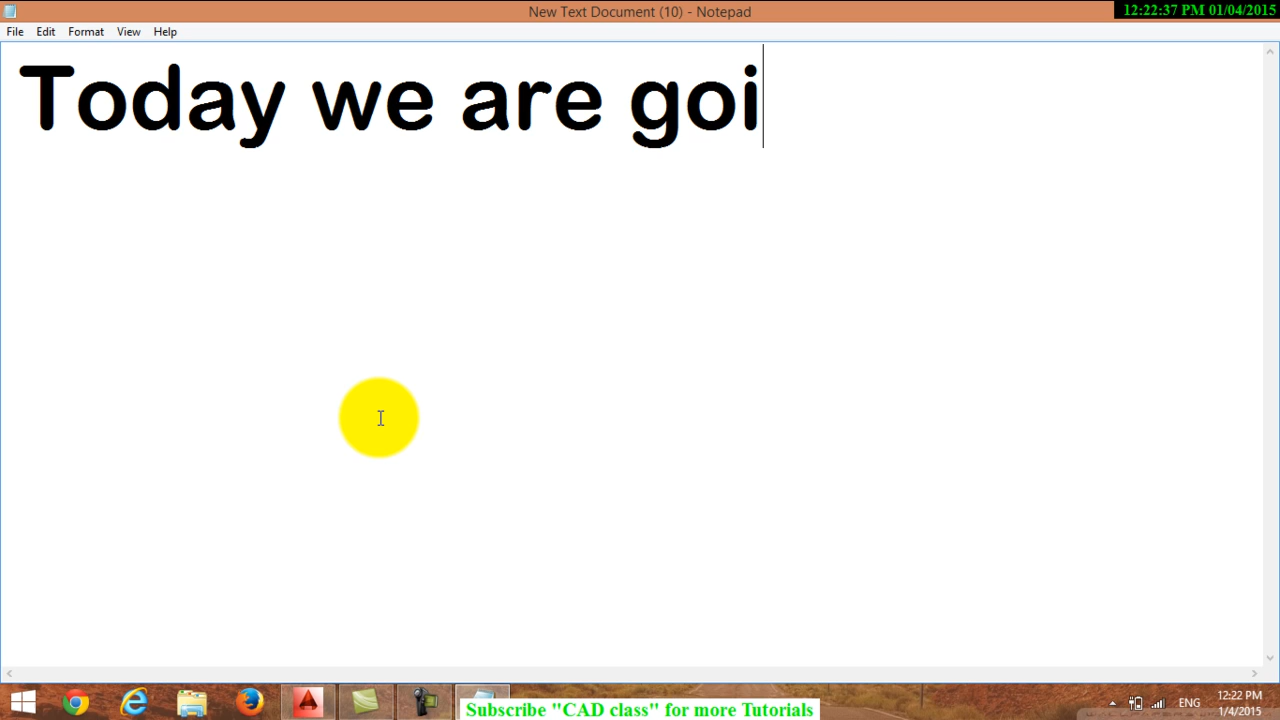 New Text Document (10) - Notepad
12:22:37 PM 01/04/2015
File Edit Format View Help
Today we are goi
ENG
12:22 PM
1/4/2015
Subscribe "CAD class" for more Tutorials